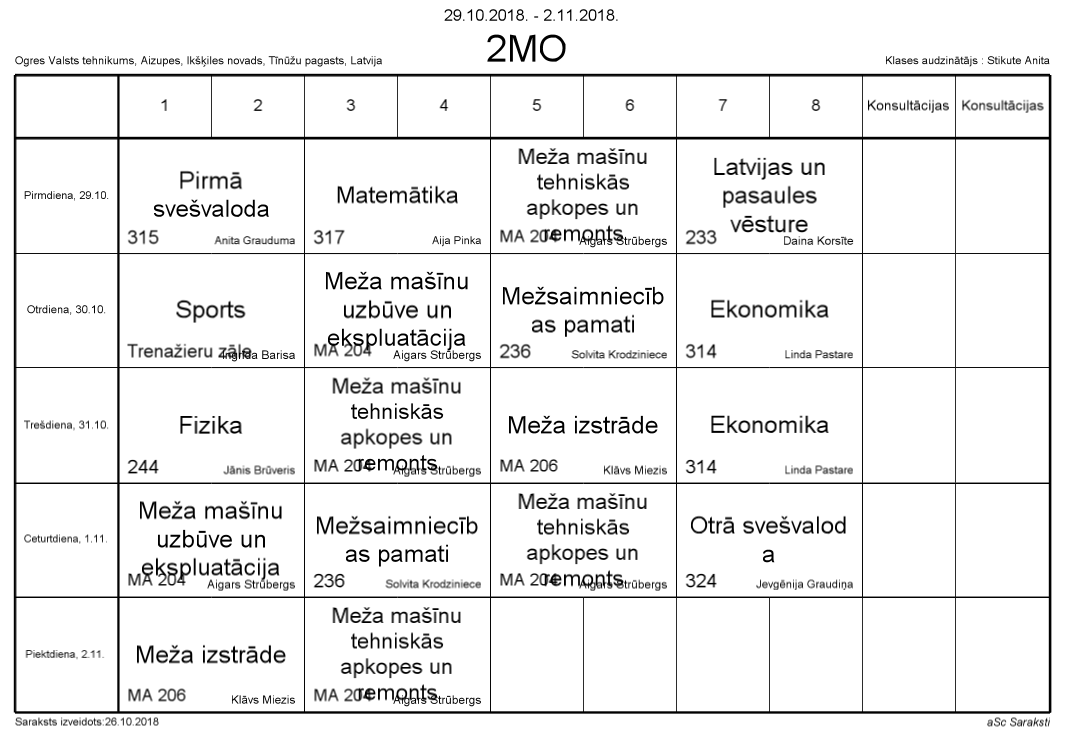 29.10.2018. - 2.11.2018.
2MO
Ogres Valsts tehnikums, Aizupes, Ikšķiles novads, Tīnūžu pagasts, Latvija
Klases audzinātājs : Stikute Anita
1 2 3 4 5 6 7 8 Konsultācijas Konsultācijas
Pirmdiena, 29.10.
Pirmā
svešvaloda
315 Anita Grauduma
Matemātika
317 Aija Pinka
Meža mašīnu
tehniskās
apkopes un
remonts
MA 204 Aigars Strūbergs
Latvijas un
pasaules
vēsture
233 Daina Korsīte
Otrdiena, 30.10.
Sports
Trenažieru zāle Ingrīda Barisa
Meža mašīnu
uzbūve un
ekspluatācija
MA 204 Aigars Strūbergs
Mežsaimniecīb
as pamati
236 Solvita Krodziniece
Ekonomika
314 Linda Pastare
Trešdiena, 31.10.
Fizika
244 Jānis Brūveris
Meža mašīnu
tehniskās
apkopes un
remonts
MA 204 Aigars Strūbergs
Meža izstrāde
MA 206 Klāvs Miezis
Ekonomika
314 Linda Pastare
Ceturtdiena, 1.11.
Meža mašīnu
uzbūve un
ekspluatācija
MA 204 Aigars Strūbergs
Mežsaimniecīb
as pamati
236 Solvita Krodziniece
Meža mašīnu
tehniskās
apkopes un
remonts
MA 204 Aigars Strūbergs
Otrā svešvalod
a
324 Jevgēnija Graudiņa
Piektdiena, 2.11.
Meža izstrāde
MA 206 Klāvs Miezis
Meža mašīnu
tehniskās
apkopes un
remonts
MA 204 Aigars Strūbergs
Saraksts izveidots:26.10.2018
aSc Saraksti